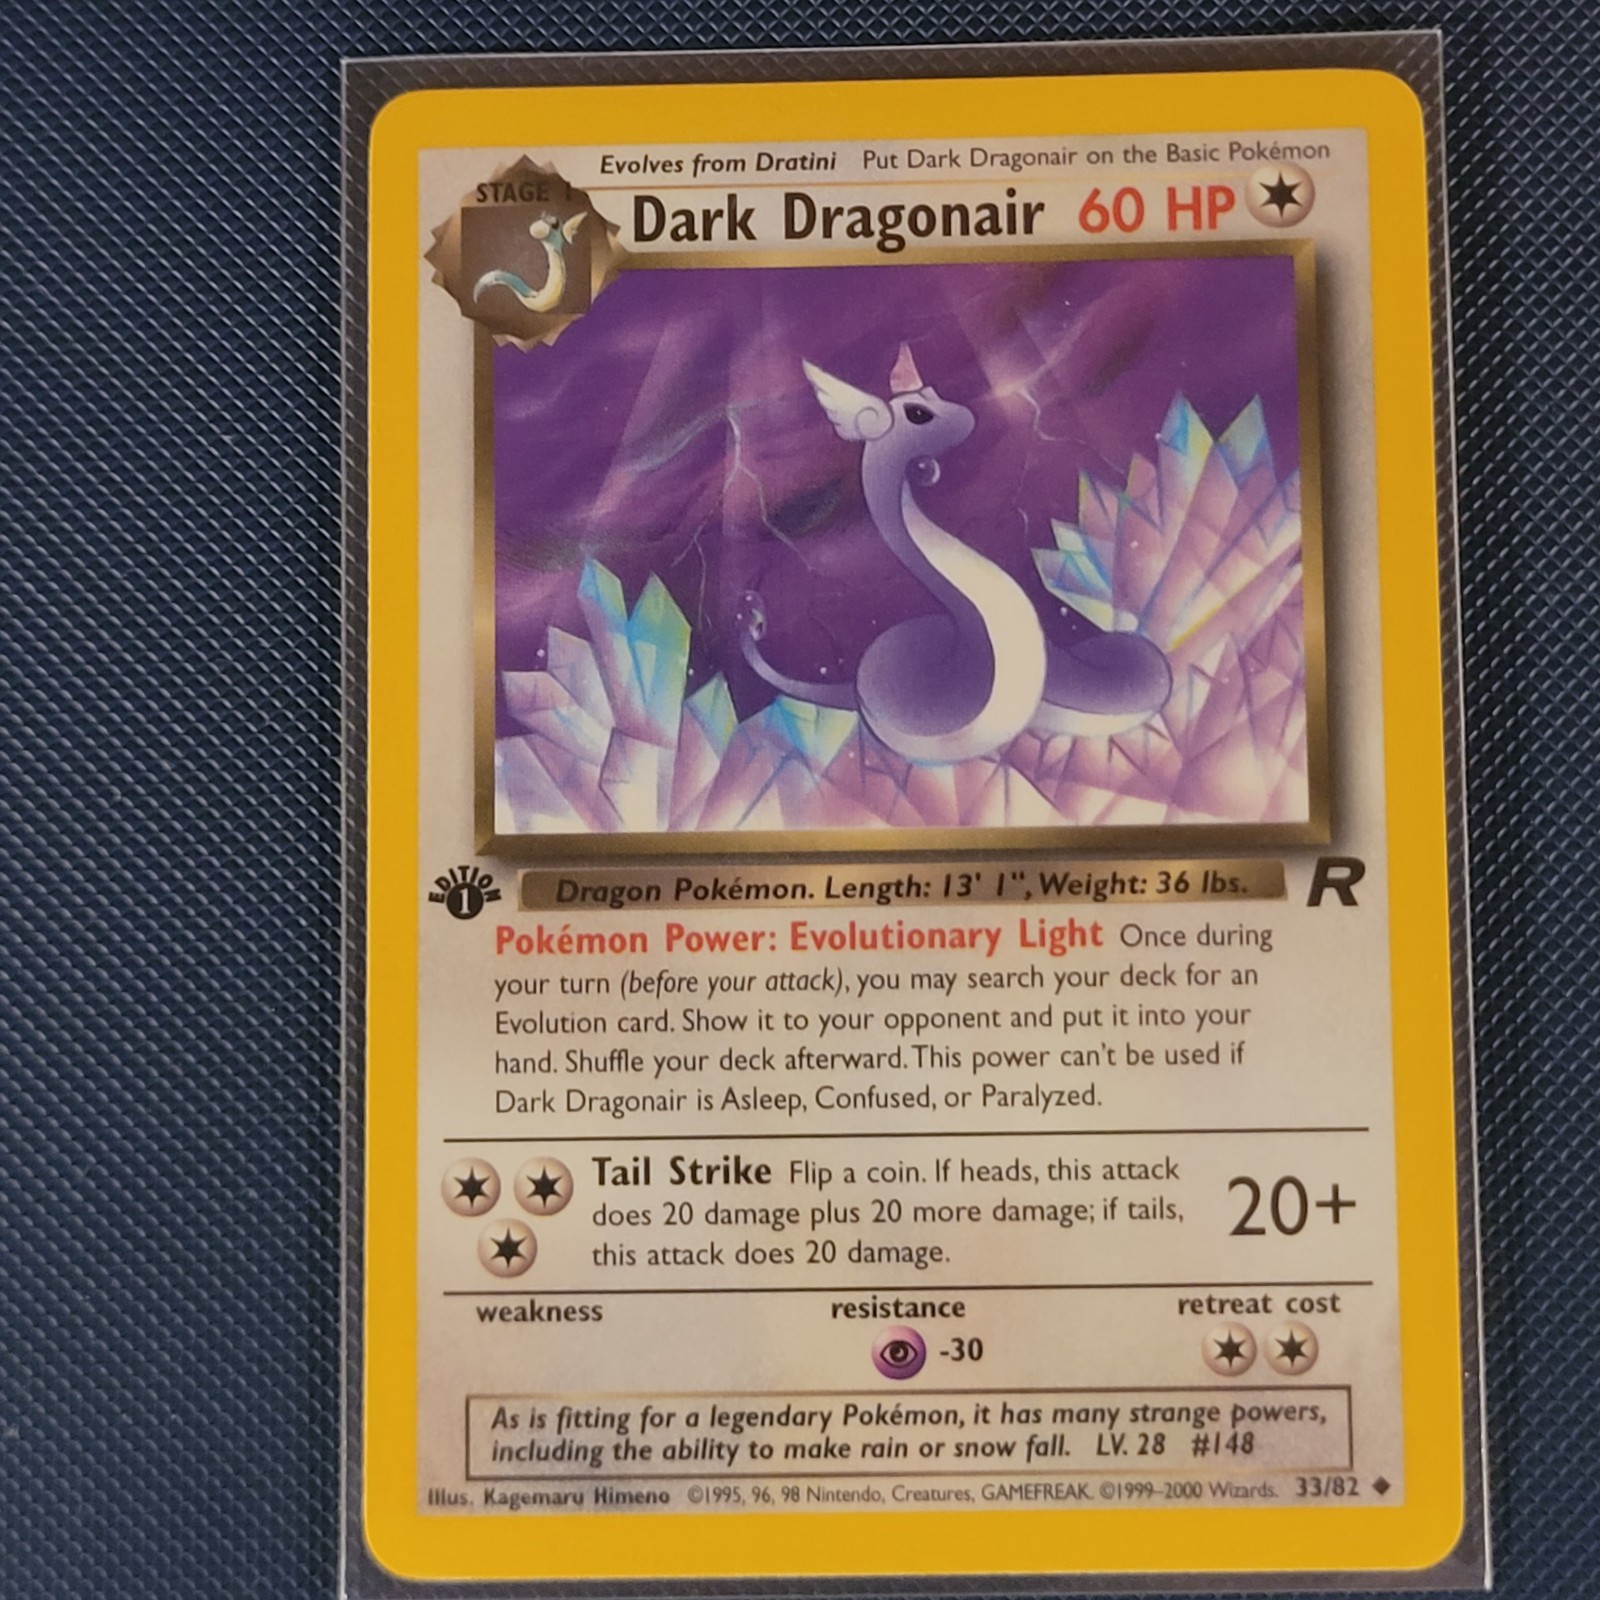 Evolves from Dratini Put Dark Dragonair on the Basic Pokémon
STAGE 1
Dark Dragonair 60 HP
EDITION
1
Dragon Pokémon. Length: 13' 1", Weight: 36 lbs.
R
Pokémon Power: Evolutionary Light Once during
your turn (before your attack), you may search your deck for an
Evolution card. Show it to your opponent and put it into your
hand. Shuffle your deck afterward. This power can't be used if
Dark Dragonair is Asleep, Confused, or Paralyzed.
Tail Strike Flip a coin. If heads, this attack
does 20 damage plus 20 more damage; if tails,
this attack does 20 damage.
20+
weakness resistance retreat cost
-30
As is fitting for a legendary Pokémon, it has many strange powers,
including the ability to make rain or snow fall. LV. 28 #148
Illus. Kagemaru Himeno ©1995, 96, 98 Nintendo, Creatures, GAMEFREAK. ©1999–2000 Wizards. 33/82